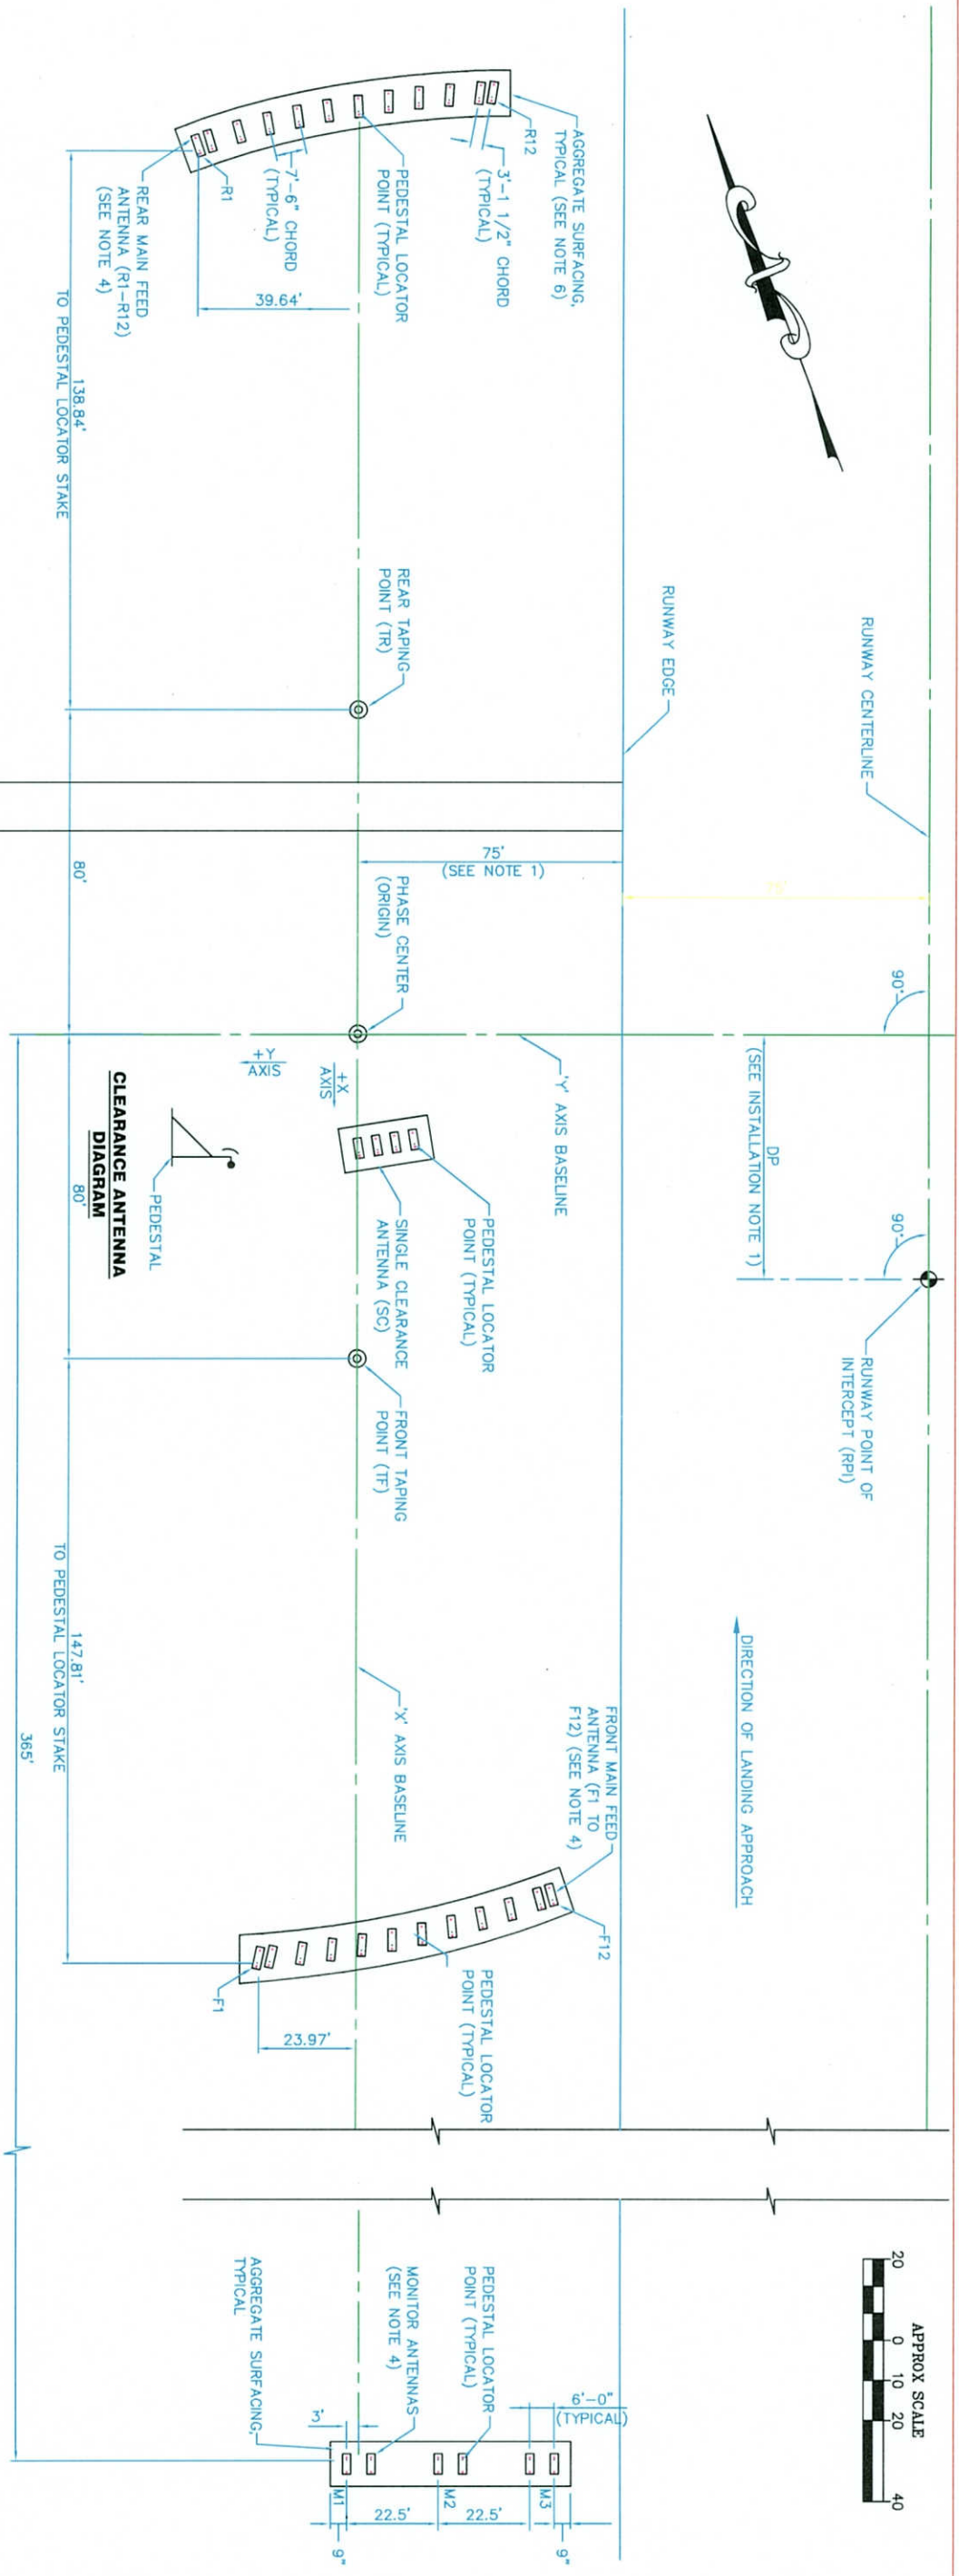 RUNWAY CENTERLINE
RUNWAY EDGE
90°
90°
RUNWAY POINT OF
INTERCEPT (RPI)
DP
(SEE INSTALLATION NOTE 1)
DIRECTION OF LANDING APPROACH
APPROX SCALE
20
0
10
20
40
AGGREGATE SURFACING,
TYPICAL (SEE NOTE 6)
R12
3'-1 1/2" CHORD
(TYPICAL)
PEDESTAL LOCATOR
POINT (TYPICAL)
7'-6" CHORD
(TYPICAL)
R1
39.64'
REAR MAIN FEED
ANTENNA (R1-R12)
(SEE NOTE 4)
138.84'
TO PEDESTAL LOCATOR STAKE
REAR TAPING
POINT (TR)
75'
(SEE NOTE 1)
80'
PHASE CENTER
(ORIGIN)
'Y' AXIS BASELINE
+X
AXIS
+Y
AXIS
PEDESTAL LOCATOR
POINT (TYPICAL)
SINGLE CLEARANCE
ANTENNA (SC)
PEDESTAL
CLEARANCE ANTENNA
DIAGRAM
80'
FRONT TAPING
POINT (TF)
147.81'
TO PEDESTAL LOCATOR STAKE
365'
'X' AXIS BASELINE
FRONT MAIN FEED
ANTENNA (F1 TO
F12) (SEE NOTE 4)
F12
PEDESTAL LOCATOR
POINT (TYPICAL)
F1
23.97'
PEDESTAL LOCATOR
POINT (TYPICAL)
MONITOR ANTENNAS
(SEE NOTE 4)
AGGREGATE SURFACING,
TYPICAL
6'-0"
(TYPICAL)
3'
M1
M2
M3
22.5'
22.5'
9"
9"